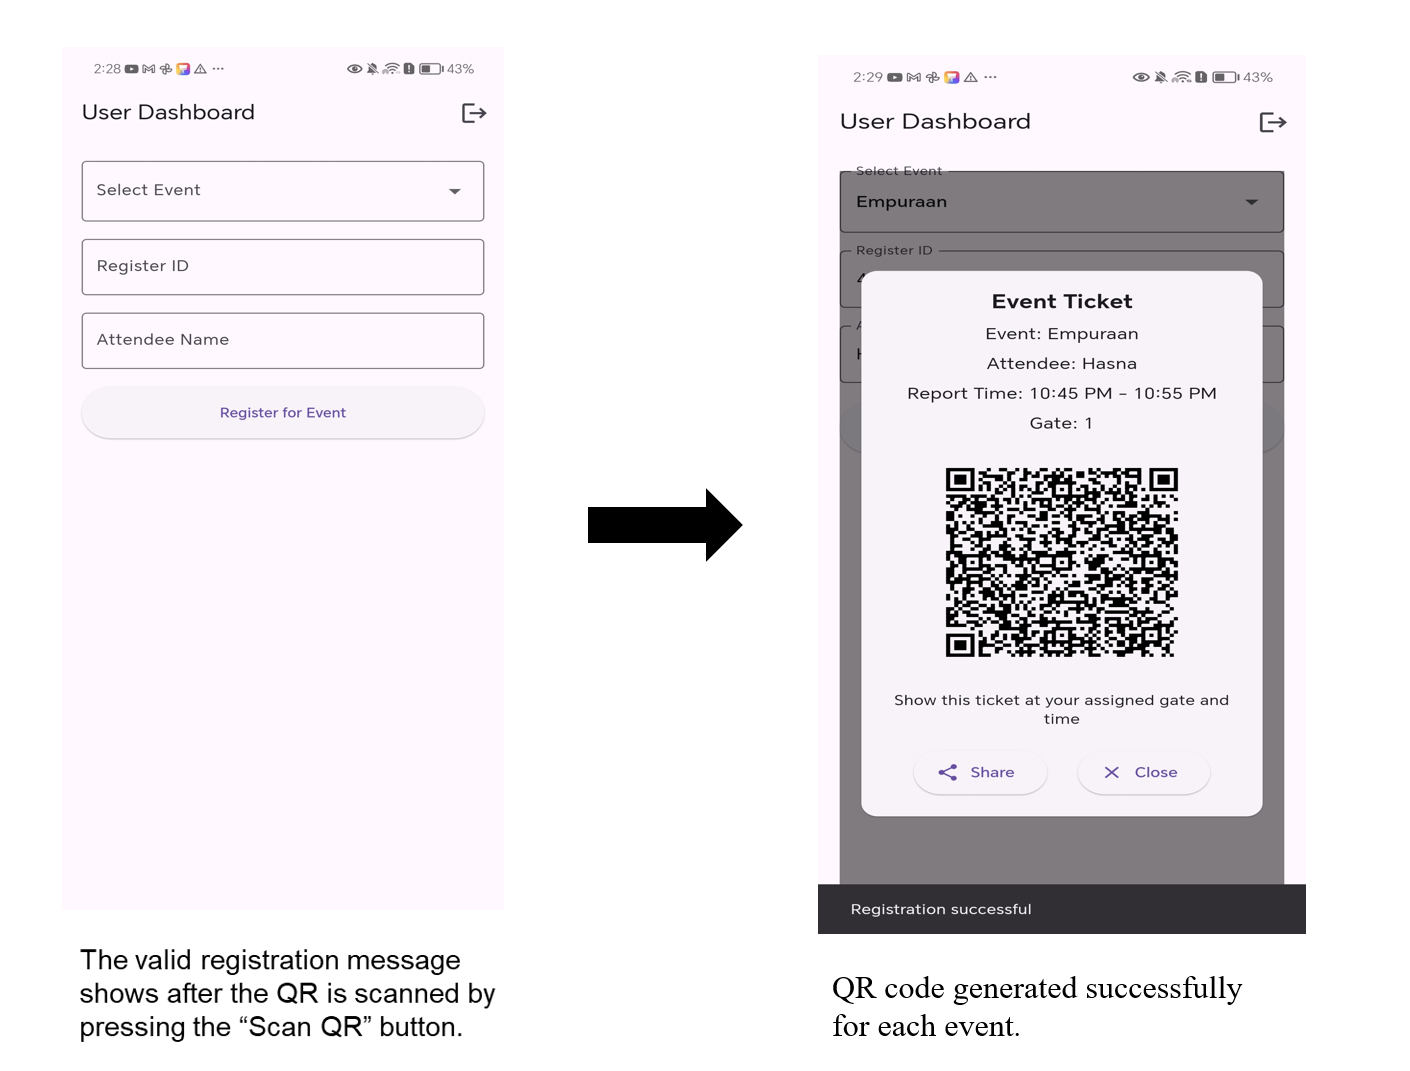 2:28
43%
User Dashboard
Select Event
Register ID
Attendee Name
Register for Event
The valid registration message
shows after the QR is scanned by
pressing the “Scan QR” button.
2:29
43%
User Dashboard
Select Event
Empuraan
Register ID
Event Ticket
Event: Empuraan
Attendee: Hasna
Report Time: 10:45 PM - 10:55 PM
Gate: 1
Show this ticket at your assigned gate and
time
Share
Close
Registration successful
QR code generated successfully
for each event.